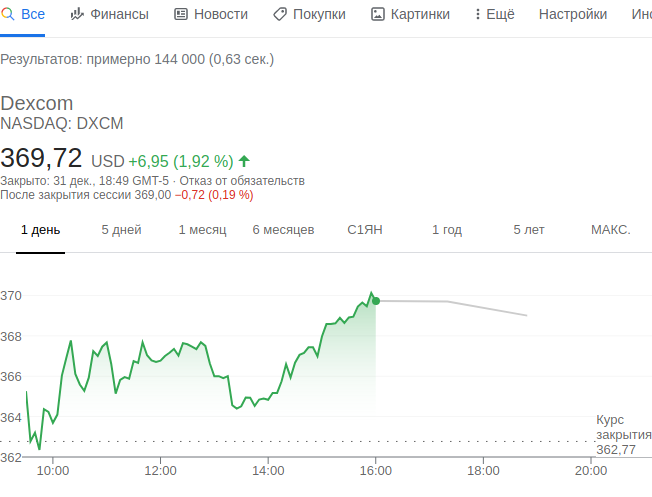 Все Финансы Новости Покупки Картинки Ещё Настройки Инс
Результатов: примерно 144 000 (0,63 сек.)
Dexcom
NASDAQ: DXCM
369,72 USD +6,95 (1,92 %)
Закрыто: 31 дек., 18:49 GMT-5 · Отказ от обязательств
После закрытия сессии 369,00 −0,72 (0,19 %)
1 день 5 дней 1 месяц 6 месяцев С1ЯН 1 год 5 лет МАКС.
370
368
366
364
Курс
закрытия
362,77
362
10:00 12:00 14:00 16:00 18:00 20:00